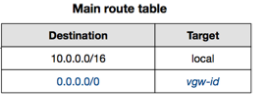 Main route table
Destination Target
10.0.0.0/16 local
0.0.0.0/0 vgw-id